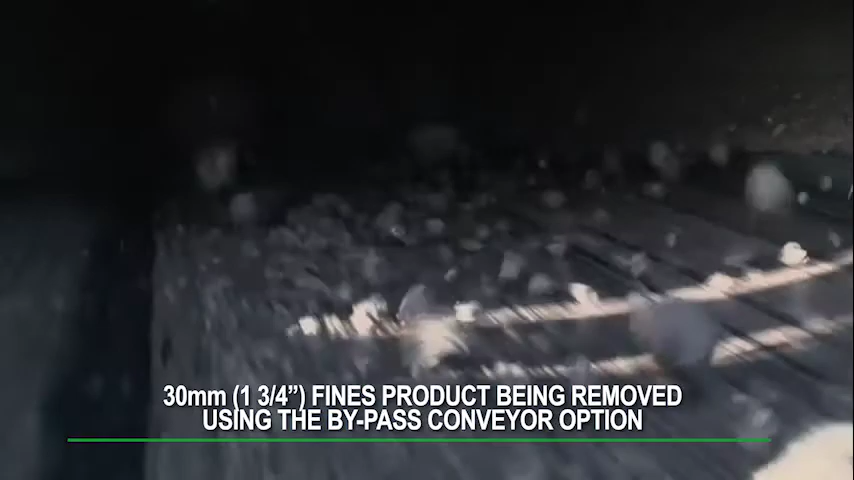 30mm (1 3/4”) FINES PRODUCT BEING REMOVED
USING THE BY-PASS CONVEYOR OPTION